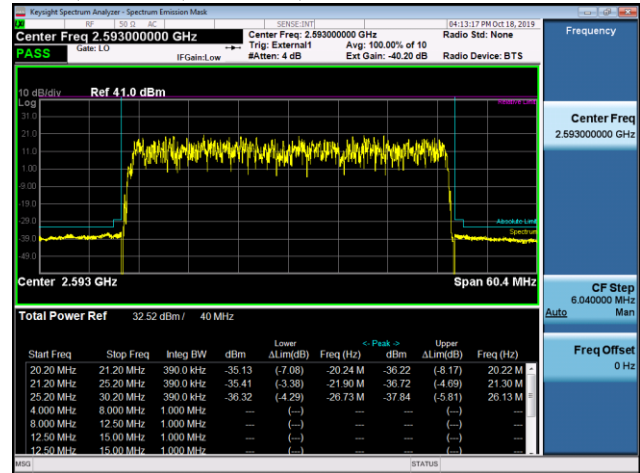 Keysight Spectrum Analyzer - Spectrum Emission Mask
RF 50 Ω AC SENSE:INT 04:13:17 PM Oct 18, 2019
Center Freq 2.593000000 GHz Center Freq: 2.593000000 GHz Radio Std: None
PASS Gate: LO IFGain:Low Trig: External1 Avg: 100.00% of 10
#Atten: 4 dB Ext Gain: -40.20 dB Radio Device: BTS
10 dB/div Ref 41.0 dBm
Log
Relative Limit
31.0
21.0
11.0
1.00
-9.00
-19.0
-29.0
Absolute Limit
Spectrum
-39.0
-49.0
Center 2.593 GHz Span 60.4 MHz
Total Power Ref 32.52 dBm / 40 MHz
Lower <- Peak -> Upper
Start Freq Stop Freq Integ BW dBm ΔLim(dB) Freq (Hz) dBm ΔLim(dB) Freq (Hz)
20.20 MHz 21.20 MHz 390.0 kHz -35.13 (-7.08) -20.24 M -36.22 (-8.17) 20.22 M
21.20 MHz 25.20 MHz 390.0 kHz -35.41 (-3.38) -21.90 M -36.72 (-4.69) 21.30 M
25.20 MHz 30.20 MHz 390.0 kHz -36.32 (-4.29) -26.73 M -37.84 (-5.81) 26.13 M
4.000 MHz 8.000 MHz 1.000 MHz --- (---) --- --- (---) ---
8.000 MHz 12.50 MHz 1.000 MHz --- (---) --- --- (---) ---
12.50 MHz 15.00 MHz 1.000 MHz --- (---) --- --- (---) ---
12.50 MHz 15.00 MHz 1.000 MHz --- (---) --- --- (---) ---
MSG STATUS
Frequency
Center Freq
2.593000000 GHz
CF Step
6.040000 MHz
Auto Man
Freq Offset
0 Hz